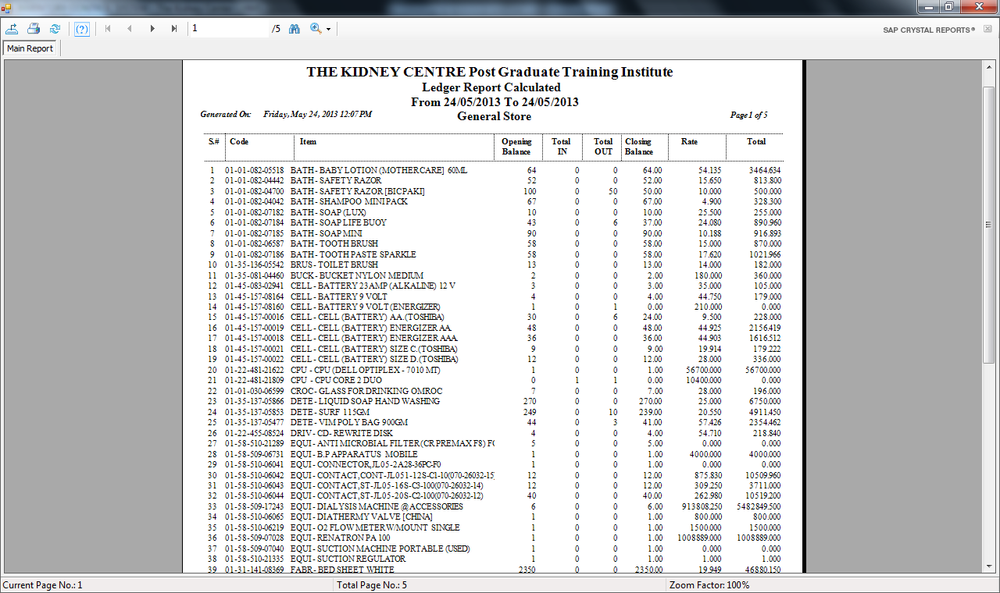 1 /5 SAP CRYSTAL REPORTS®
Main Report
THE KIDNEY CENTRE Post Graduate Training Institute
Ledger Report Calculated
From 24/05/2013 To 24/05/2013
Generated On: Friday, May 24, 2013 12:07 PM General Store Page 1 of 5
S.# Code Item Opening Total Total Closing Rate Total
Balance IN OUT Balance
1 01-01-082-05518 BATH - BABY LOTION (MOTHER CARE] 60ML 64 0 0 64.00 54.135 3464.634
2 01-01-082-04442 BATH - SAFETY RAZOR 52 0 0 52.00 15.650 813.800
3 01-01-082-04700 BATH - SAFETY RAZOR [BIC PAKI] 100 0 50 50.00 10.000 500.000
4 01-01-082-04042 BATH - SHAMPOO MINI PACK 67 0 0 67.00 4.900 328.300
5 01-01-082-07182 BATH - SOAP (LUX) 10 0 0 10.00 25.500 255.000
6 01-01-082-07184 BATH - SOAP LIFE BUOY 43 0 6 37.00 24.080 890.960
7 01-01-082-07185 BATH - SOAP MINI 90 0 0 90.00 10.188 916.893
8 01-01-082-06587 BATH - TOOTH BRUSH 58 0 0 58.00 15.000 870.000
9 01-01-082-07186 BATH - TOOTH PASTE SPARKLE 58 0 0 58.00 17.620 1021.966
10 01-35-136-05542 BRUS - TOILET BRUSH 13 0 0 13.00 14.000 182.000
11 01-35-081-04460 BUCK - BUCKET NYLON MEDIUM 2 0 0 2.00 180.000 360.000
12 01-45-083-02941 CELL - BATTERY 23 AMP (ALKALINE) 12 V 3 0 0 3.00 35.000 105.000
13 01-45-157-08164 CELL - BATTERY 9 VOLT 4 0 0 4.00 44.750 179.000
14 01-45-157-08160 CELL - BATTERY 9 VOLT (ENERGIZER) 1 0 1 0.00 210.000 0.000
15 01-45-157-00016 CELL - CELL (BATTERY) AA.(TOSHIBA) 30 0 6 24.00 9.500 228.000
16 01-45-157-00019 CELL - CELL (BATTERY) ENERGIZER AA. 48 0 0 48.00 44.925 2156.419
17 01-45-157-00018 CELL - CELL (BATTERY) ENERGIZER AAA. 36 0 0 36.00 44.903 1616.512
18 01-45-157-00021 CELL - CELL (BATTERY) SIZE C.(TOSHIBA) 9 0 0 9.00 19.914 179.222
19 01-45-157-00022 CELL - CELL (BATTERY) SIZE D.(TOSHIBA) 12 0 0 12.00 28.000 336.000
20 01-22-481-21622 CPU - CPU (DELL OPTIPLEX - 7010 MT) 1 0 0 1.00 56700.000 56700.000
21 01-22-481-21809 CPU - CPU CORE 2 DUO 0 1 1 0.00 10400.000 0.000
22 01-01-030-06599 CROC - GLASS FOR DRINKING OMROC 7 0 0 7.00 28.000 196.000
23 01-35-137-05866 DETE - LIQUID SOAP HAND WASHING 270 0 0 270.00 25.000 6750.000
24 01-35-137-05853 DETE - SURF 115GM 249 0 10 239.00 20.550 4911.450
25 01-35-137-05477 DETE - VIM POLY BAG 900GM 44 0 3 41.00 57.426 2354.462
26 01-22-455-08524 DRIV - CD- REWRITE DISK 4 0 0 4.00 54.710 218.840
27 01-58-510-21289 EQUI - ANTI MICROBIAL FILTER (CR PREMAX F8) FO 5 0 0 5.00 0.000 0.000
28 01-58-509-06731 EQUI - B.P APPARATUS MOBILE 1 0 0 1.00 4000.000 4000.000
29 01-58-510-06041 EQUI - CONNECTOR,JL05-2A28-36PC-F0 1 0 0 1.00 0.000 0.000
30 01-58-510-06042 EQUI - CONTACT,CONT-JL051-12S-C1-10(070-26032-15) 12 0 0 12.00 875.830 10509.960
31 01-58-510-06043 EQUI - CONTACT,ST-JL05-16S-C3-100(070-26032-14) 12 0 0 12.00 309.250 3711.000
32 01-58-510-06044 EQUI - CONTACT,ST-JL05-20S-C2-100(070-26032-12) 40 0 0 40.00 262.980 10519.200
33 01-58-509-17243 EQUI - DIALYSIS MACHINE @ ACCESSORIES 6 0 0 6.00 913808.250 5482849.500
34 01-58-510-06065 EQUI - DIATHERMY VALVE [CHINA] 1 0 0 1.00 800.000 800.000
35 01-58-510-06219 EQUI - O2 FLOW METER W/MOUNT SINGLE 1 0 0 1.00 1500.000 1500.000
36 01-58-509-07028 EQUI - RENATRON PA 100 1 0 0 1.00 1008889.000 1008889.000
37 01-58-509-07040 EQUI - SUCTION MACHINE PORTABLE (USED) 1 0 0 1.00 0.000 0.000
38 01-58-510-21335 EQUI - SUCTION REGULATOR 1 0 0 1.00 1.000 1.000
39 01-31-141-08369 FABR - BED SHEET WHITE 2350 0 0 2350.00 19.949 46880.150
Current Page No.: 1 Total Page No.: 5 Zoom Factor: 100%